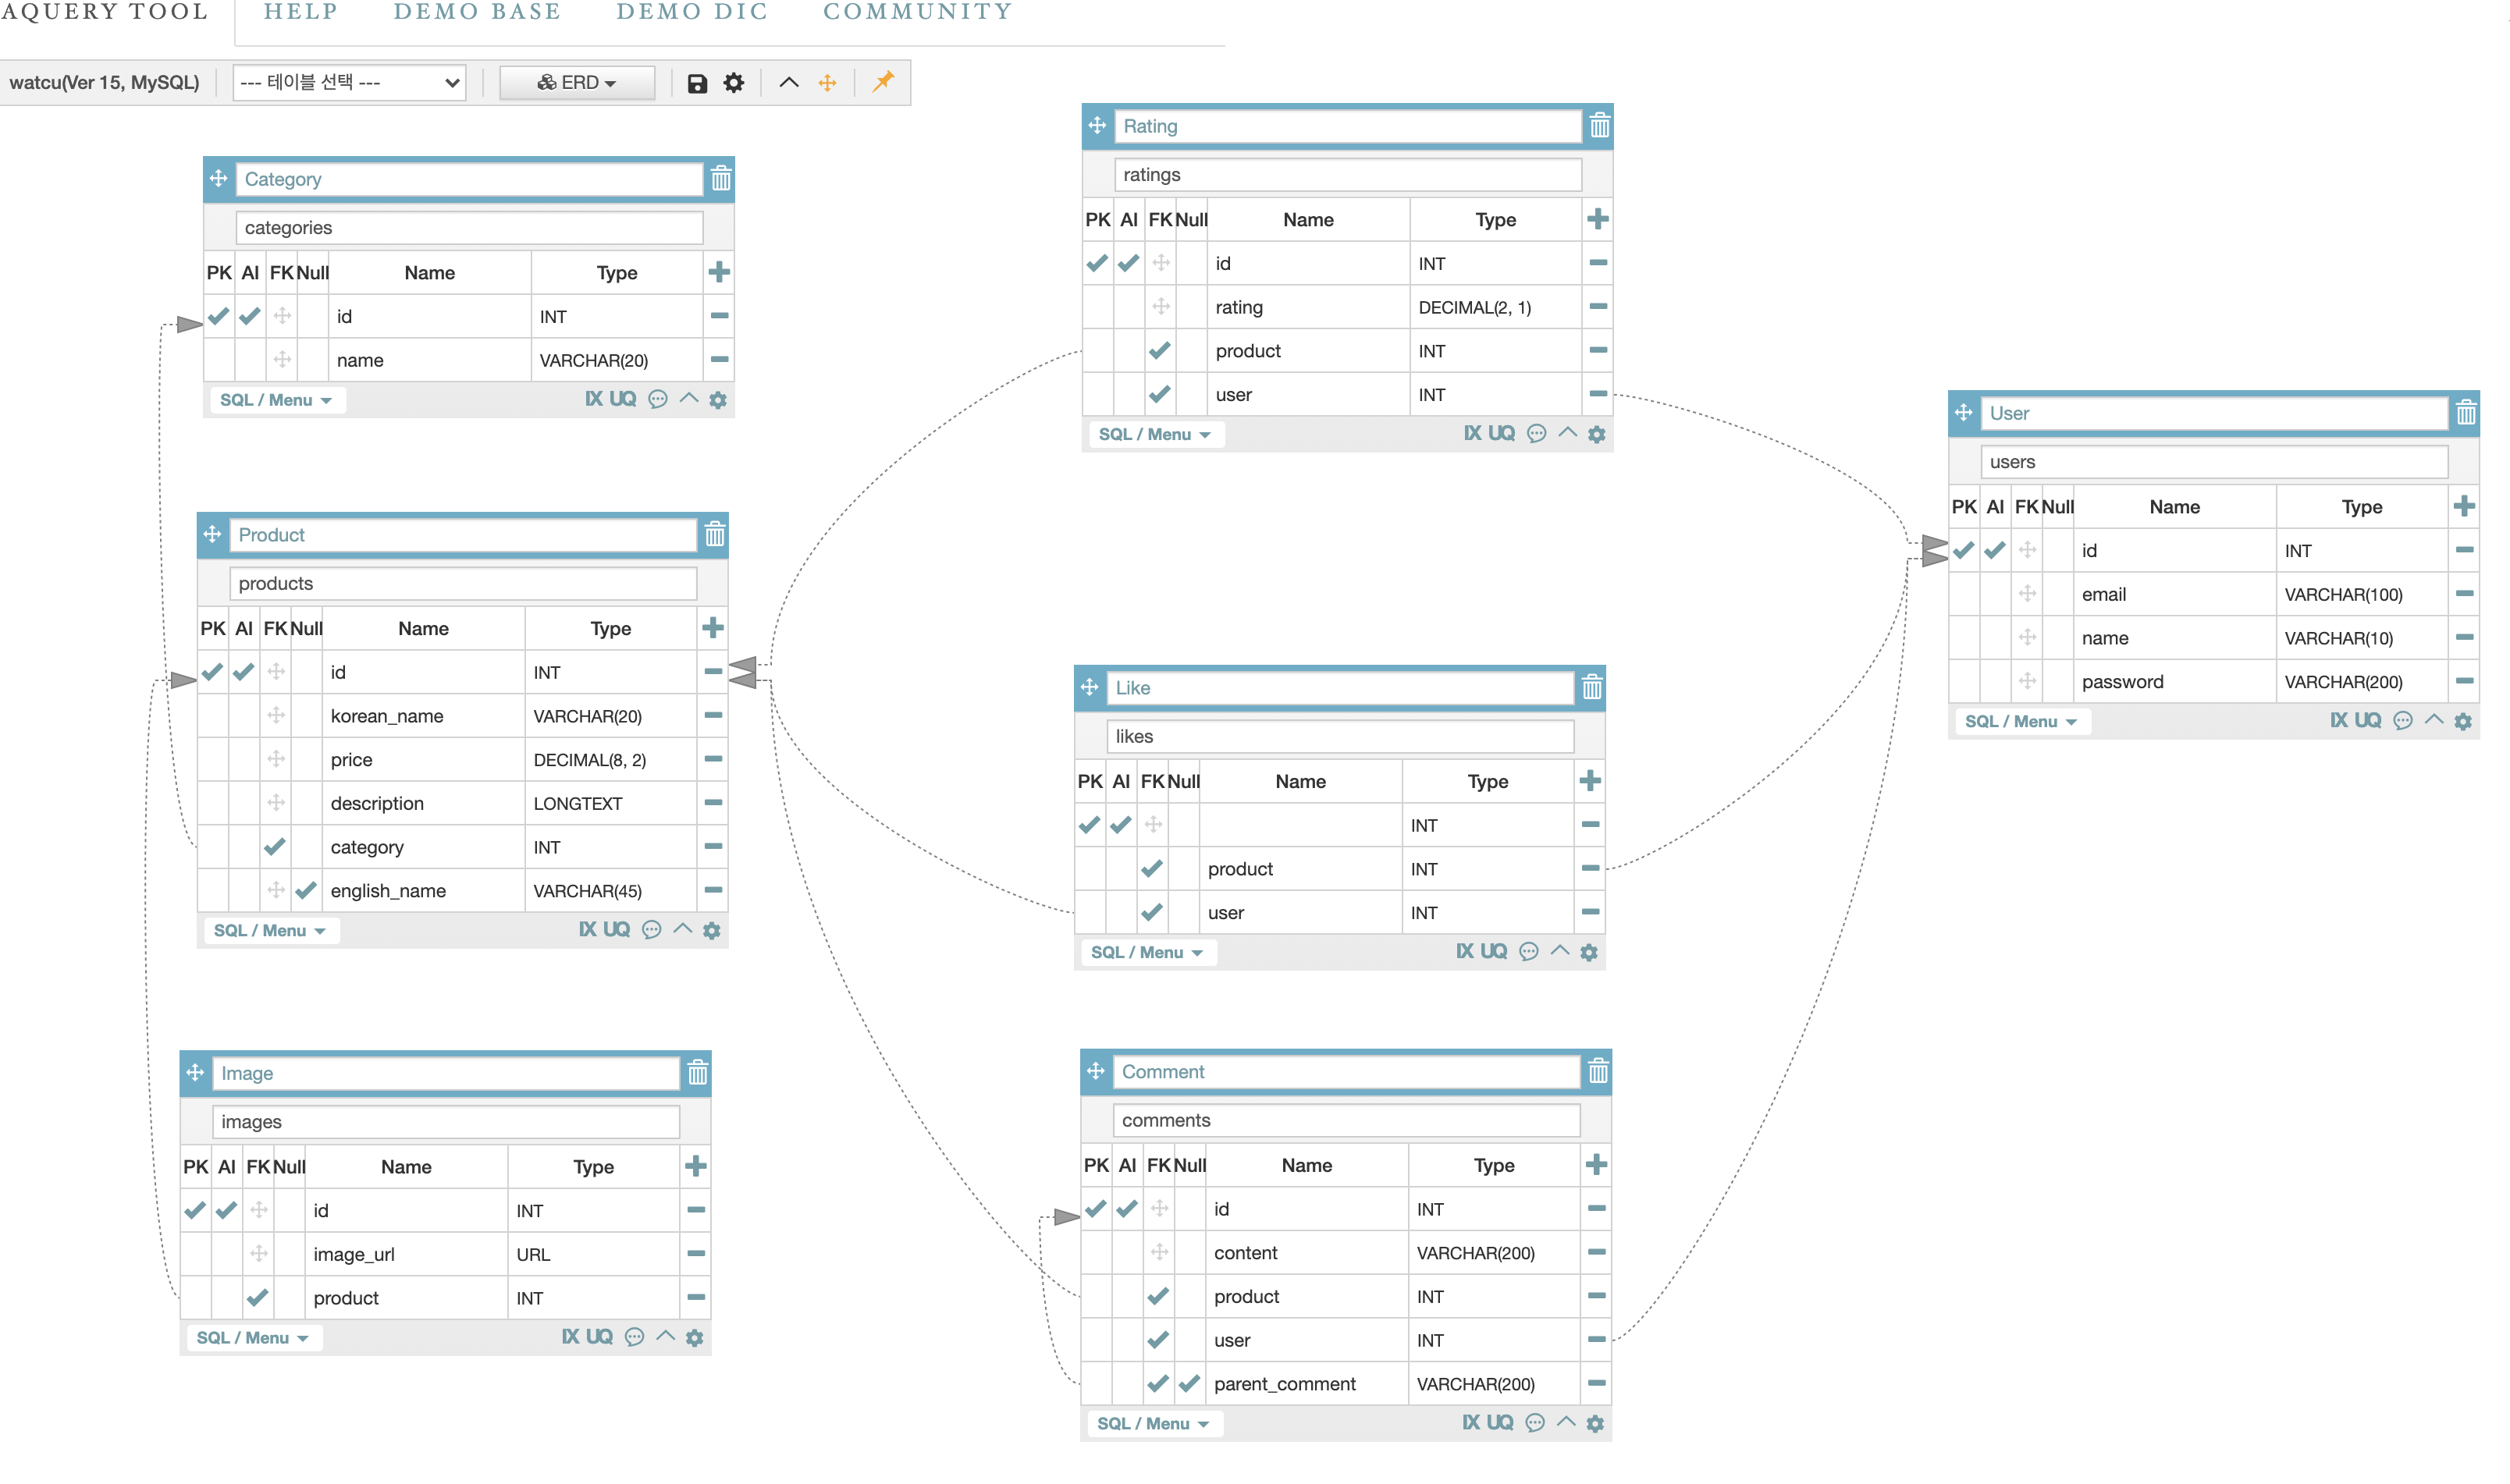 AQUERY TOOL HELP DEMO BASE DEMO DIC COMMUNITY
watcu(Ver 15, MySQL) --- 테이블 선택 --- ERD
Category
categories
PK AI FK Null Name Type
id INT
name VARCHAR(20)
SQL / Menu IX UQ
Product
products
PK AI FK Null Name Type
id INT
korean_name VARCHAR(20)
price DECIMAL(8, 2)
description LONGTEXT
category INT
english_name VARCHAR(45)
SQL / Menu IX UQ
Image
images
PK AI FK Null Name Type
id INT
image_url URL
product INT
SQL / Menu IX UQ
Rating
ratings
PK AI FK Null Name Type
id INT
rating DECIMAL(2, 1)
product INT
user INT
SQL / Menu IX UQ
Like
likes
PK AI FK Null Name Type
INT
product INT
user INT
SQL / Menu IX UQ
Comment
comments
PK AI FK Null Name Type
id INT
content VARCHAR(200)
product INT
user INT
parent_comment VARCHAR(200)
SQL / Menu IX UQ
User
users
PK AI FK Null Name Type
id INT
email VARCHAR(100)
name VARCHAR(10)
password VARCHAR(200)
SQL / Menu IX UQ